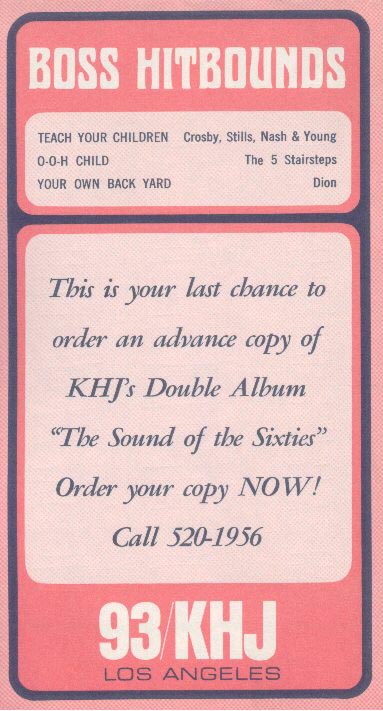 BOSS HITBOUNDS
TEACH YOUR CHILDREN Crosby, Stills, Nash & Young
O-O-H CHILD The 5 Stairsteps
YOUR OWN BACK YARD Dion
This is your last chance to
order an advance copy of
KHJ's Double Album
“The Sound of the Sixties”
Order your copy NOW!
Call 520-1956
93/KHJ
LOS ANGELES